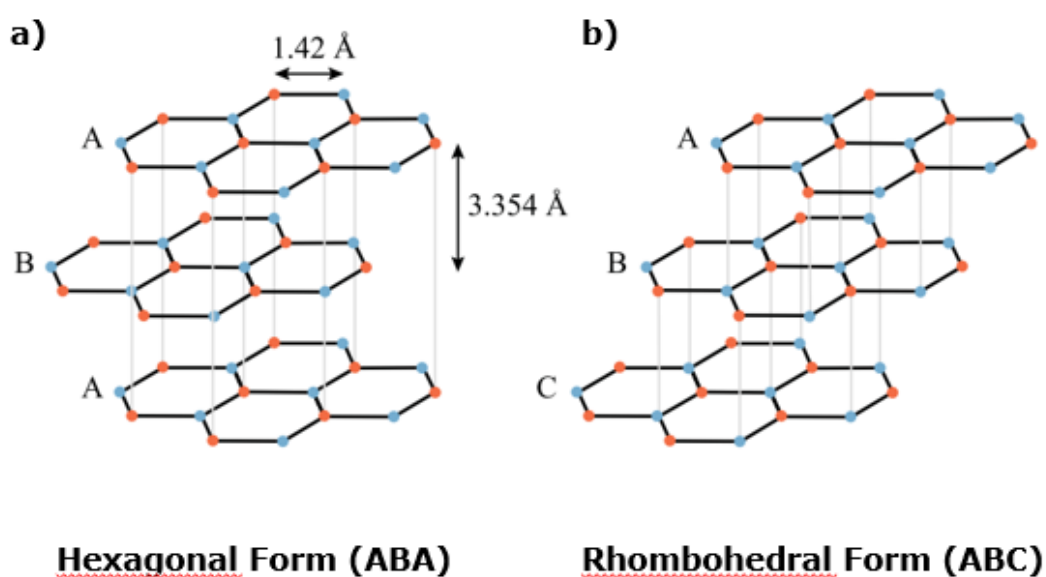 a)
1.42 Å
A
B
A
3.354 Å
Hexagonal Form (ABA)
b)
A
B
C
Rhombohedral Form (ABC)